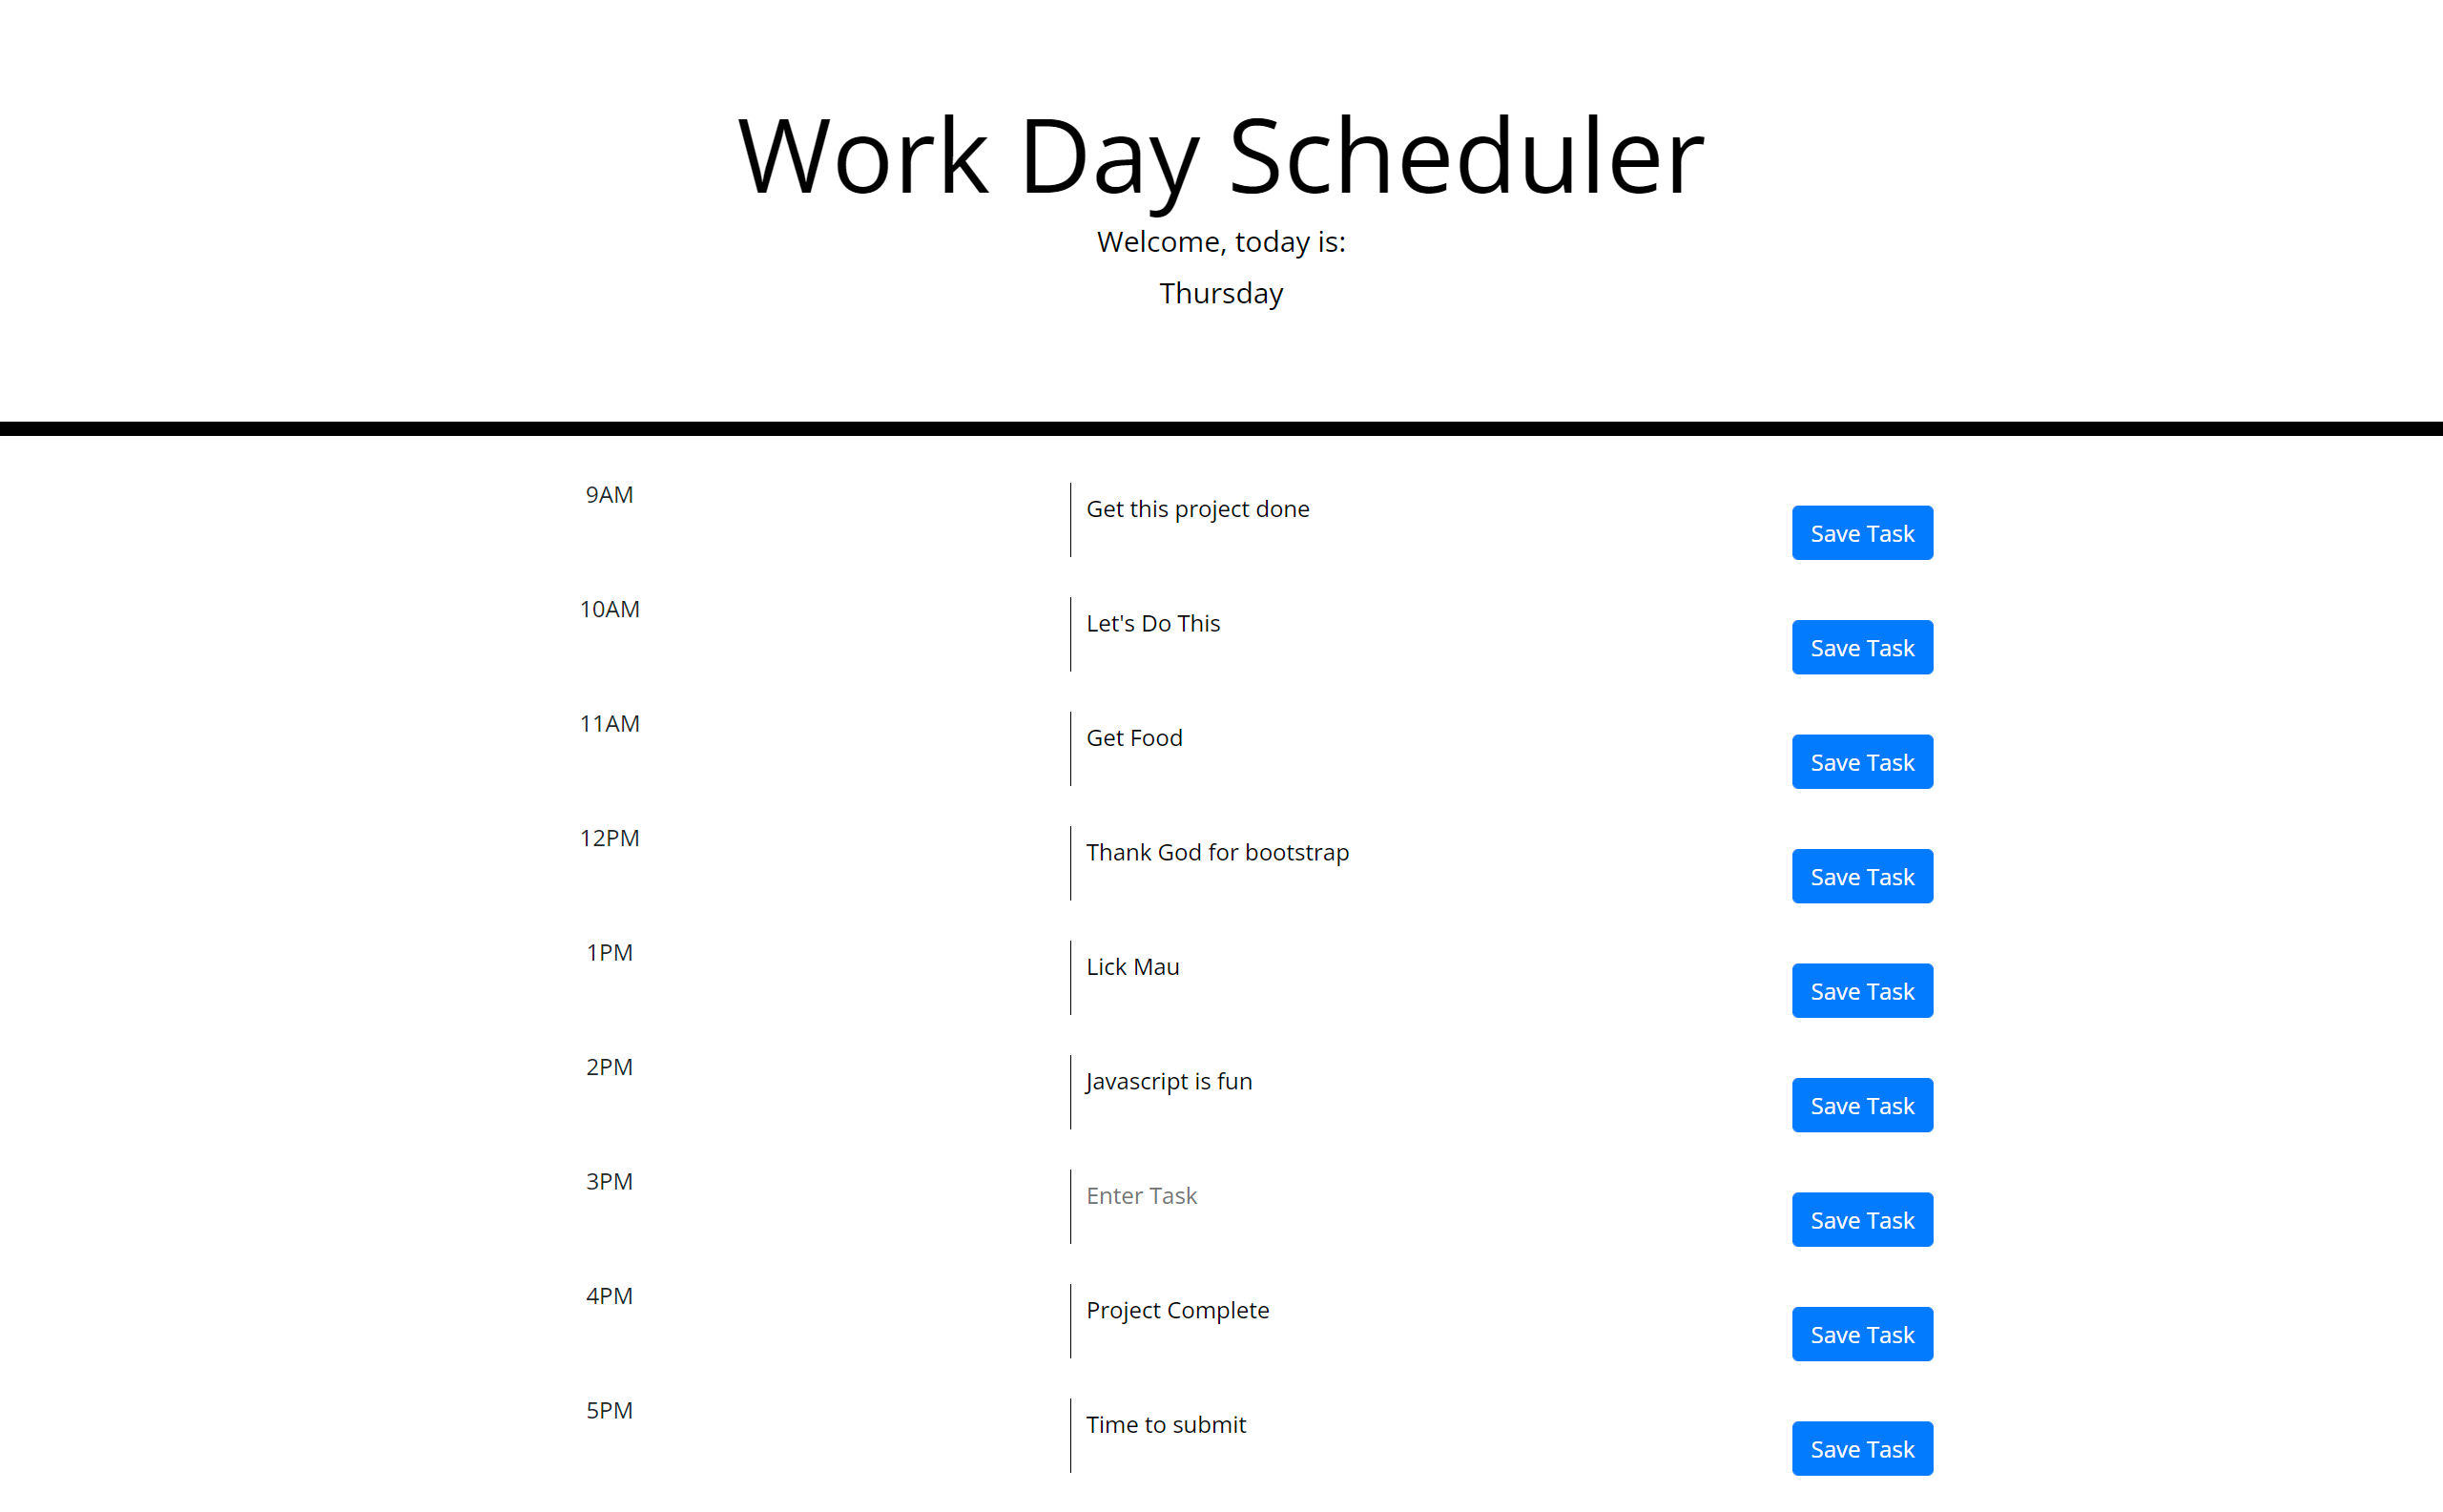 Work Day Scheduler
Welcome, today is:
Thursday
9AM
Get this project done
Save Task
10AM
Let's Do This
Save Task
11AM
Get Food
Save Task
12PM
Thank God for bootstrap
Save Task
1PM
Lick Mau
Save Task
2PM
Javascript is fun
Save Task
3PM
Enter Task
Save Task
4PM
Project Complete
Save Task
5PM
Time to submit
Save Task